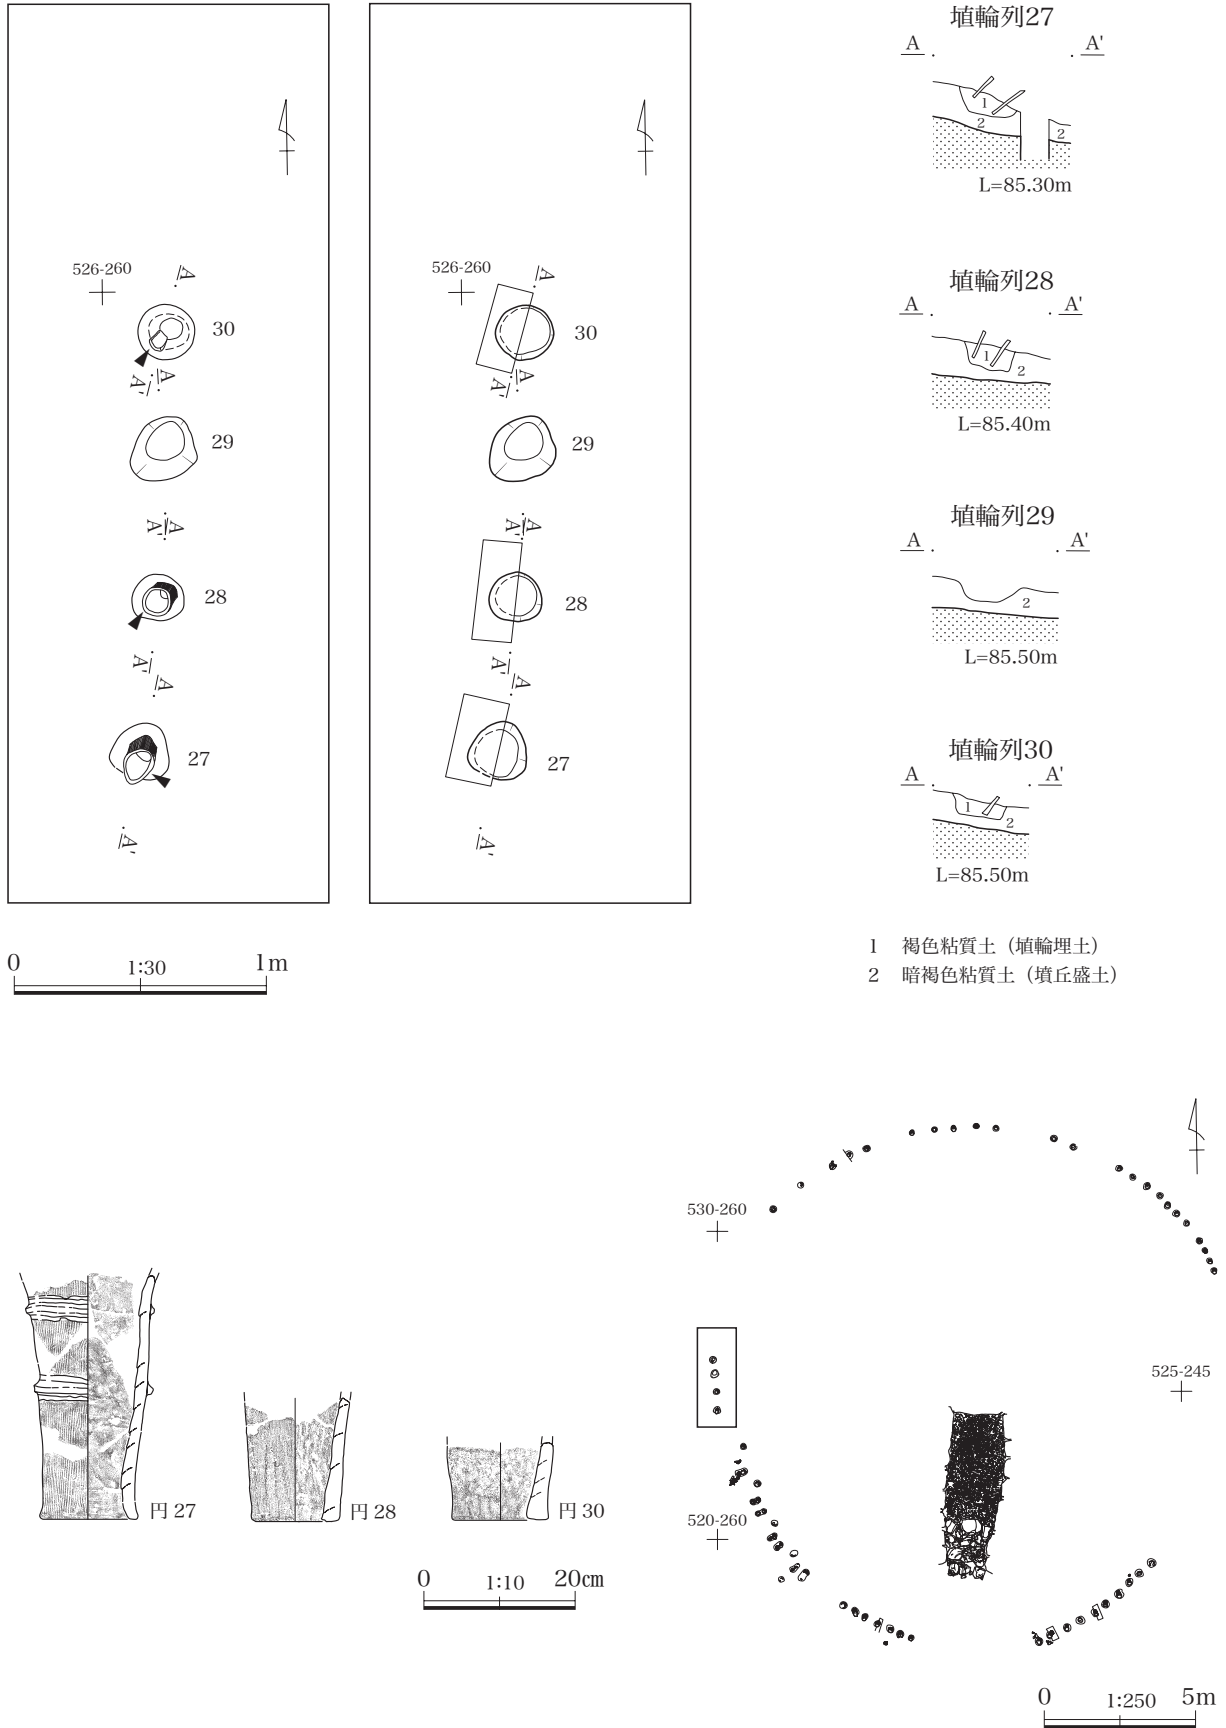 526-260
A
30
A'
A
29
A'
A
28
A'
A
27
A'
526-260
A
30
A'
A
29
A'
A
28
A'
A
27
A'
0 1:30 1m
埴輪列27
A A'
1
2
2
L=85.30m
埴輪列28
A A'
1
2
L=85.40m
埴輪列29
A A'
2
L=85.50m
埴輪列30
A A'
1
2
L=85.50m
1 褐色粘質土（埴輪埋土）
2 暗褐色粘質土（墳丘盛土）
円 27
円 28
円 30
0 1:10 20㎝
530-260
525-245
520-260
0 1:250 5m